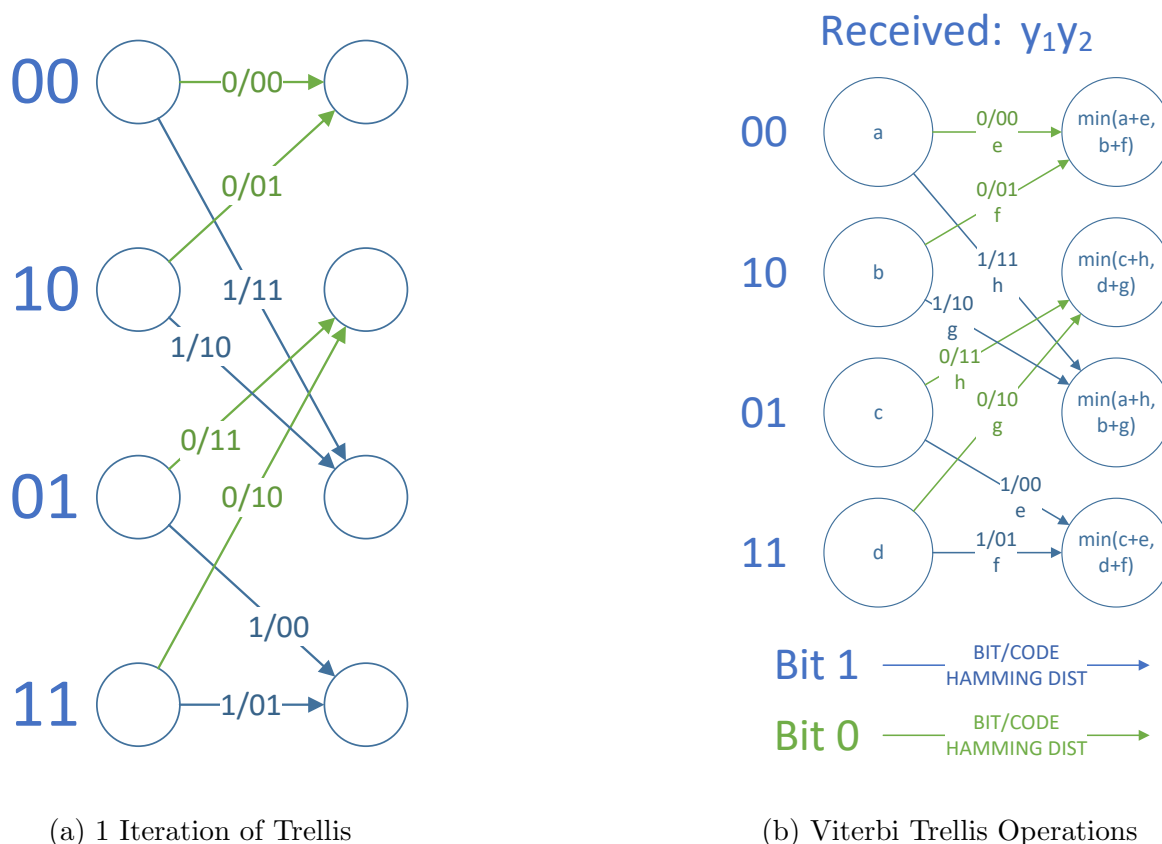 00
0/00
0/01
10
1/11
1/10
01
0/11
0/10
1/00
11
1/01
(a) 1 Iteration of Trellis
Received: y₁y₂
00
a
0/00
e
min(a+e,
b+f)
0/01
f
10
b
1/11
h
min(c+h,
d+g)
1/10
g
0/11
h
01
c
0/10
g
min(a+h,
b+g)
1/00
e
11
d
1/01
f
min(c+e,
d+f)
Bit 1
BIT/CODE
HAMMING DIST
Bit 0
BIT/CODE
HAMMING DIST
(b) Viterbi Trellis Operations